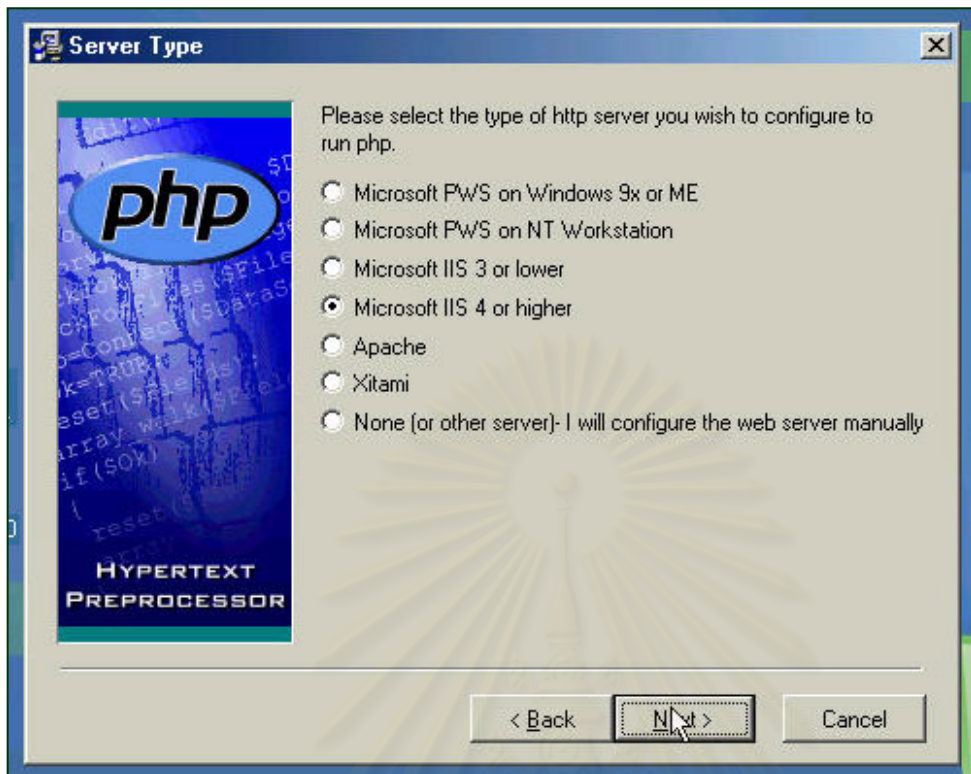 Server Type
Please select the type of http server you wish to configure to
run php.
Microsoft PWS on Windows 9x or ME
Microsoft PWS on NT Workstation
Microsoft IIS 3 or lower
Microsoft IIS 4 or higher
Apache
Xitami
None (or other server)- I will configure the web server manually
php
HYPERTEXT
PREPROCESSOR
< Back
Next >
Cancel